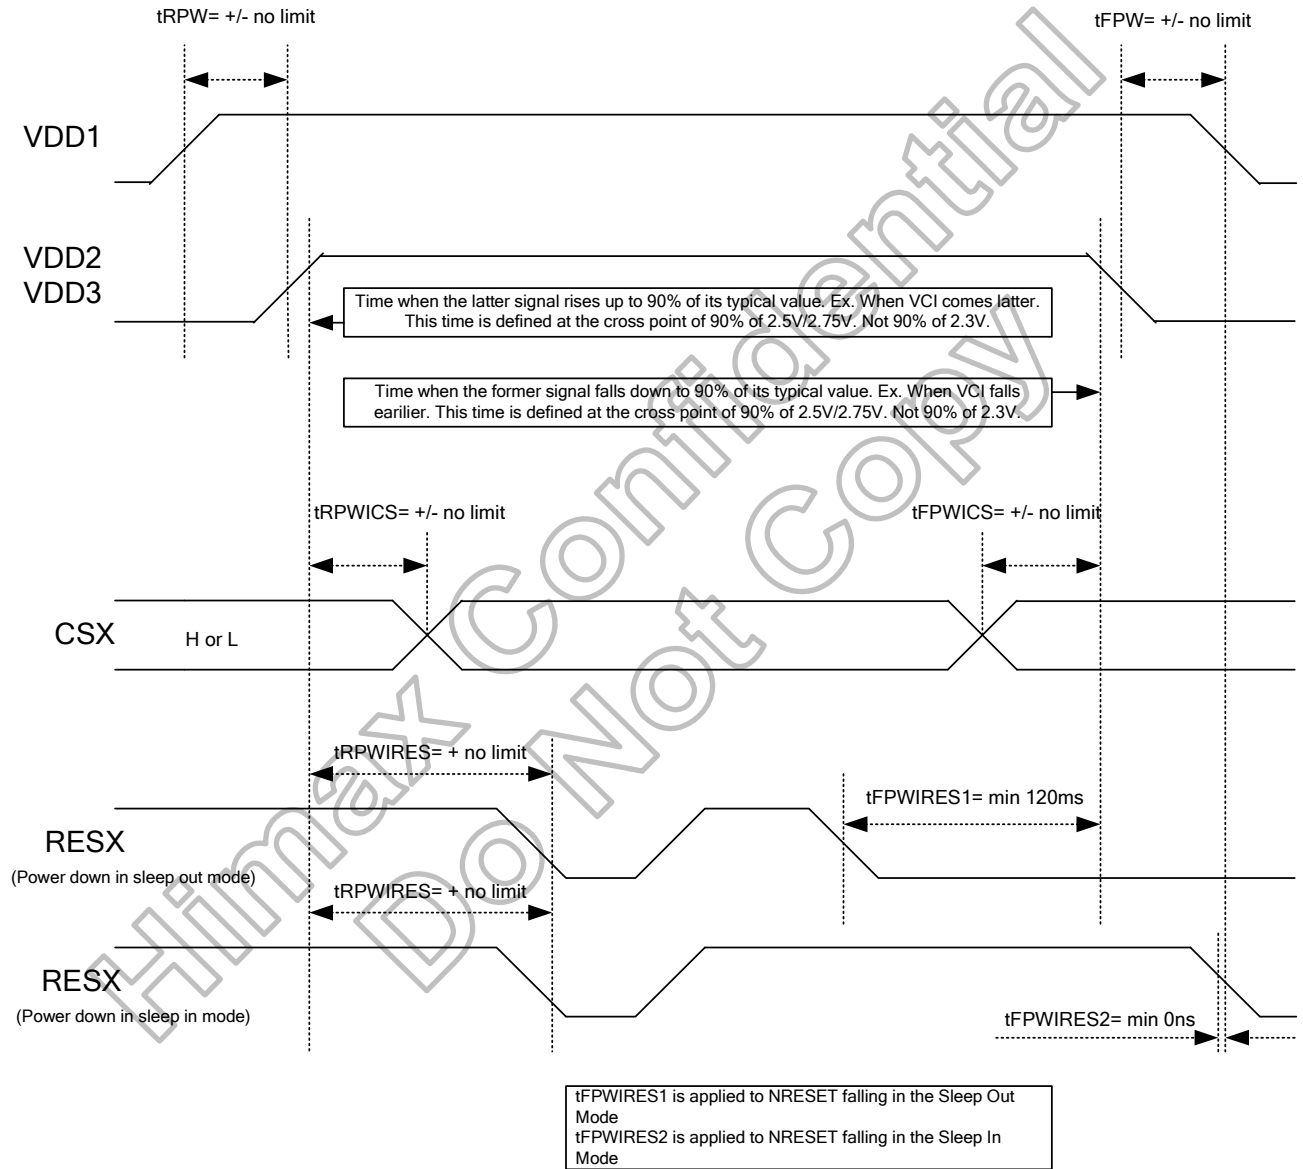 tRPW= +/- no limit
tFPW= +/- no limit
VDD1
VDD2
VDD3
Time when the latter signal rises up to 90% of its typical value. Ex. When VCI comes latter.
This time is defined at the cross point of 90% of 2.5V/2.75V. Not 90% of 2.3V.
Time when the former signal falls down to 90% of its typical value. Ex. When VCI falls
earilier. This time is defined at the cross point of 90% of 2.5V/2.75V. Not 90% of 2.3V.
tRPWICS= +/- no limit
tFPWICS= +/- no limit
CSX
H or L
tRPWIRES= + no limit
tFPWIRES1= min 120ms
RESX
(Power down in sleep out mode)
tRPWIRES= + no limit
RESX
(Power down in sleep in mode)
tFPWIRES2= min 0ns
tFPWIRES1 is applied to NRESET falling in the Sleep Out
Mode
tFPWIRES2 is applied to NRESET falling in the Sleep In
Mode
Himax Confidential
Do Not Copy